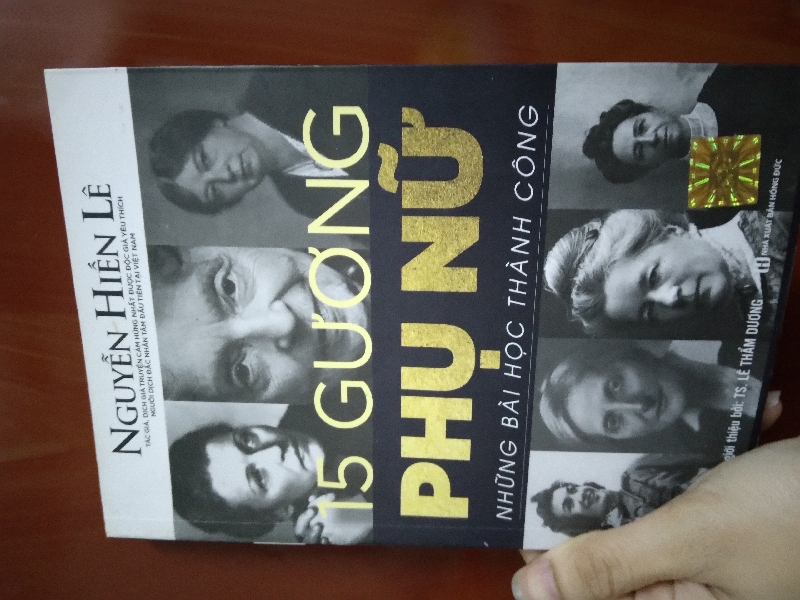 NGUYỄN HIẾN LÊ
TÁC GIẢ, DỊCH GIẢ TRUYỀN CẢM HỨNG NHẤT ĐƯỢC ĐỘC GIẢ YÊU THÍCH
NGƯỜI DỊCH ĐẮC NHÂN TÂM ĐẦU TIÊN TẠI VIỆT NAM
15 GƯƠNG
PHỤ NỮ
NHỮNG BÀI HỌC THÀNH CÔNG
giới thiệu bởi: TS. LÊ THẨM DƯƠNG
NHÀ XUẤT BẢN HỒNG ĐỨC